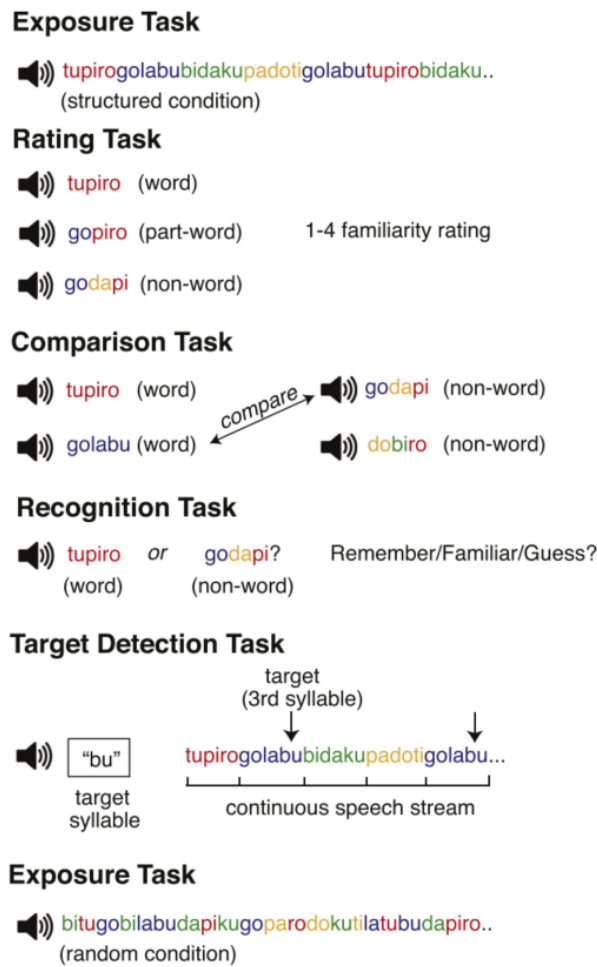 Exposure Task
tupirogolabubidakupadotigolabutupirobidaku..
(structured condition)
Rating Task
tupiro (word)
gopiro (part-word) 1-4 familiarity rating
godapi (non-word)
Comparison Task
tupiro (word) compare godapi (non-word)
golabu (word) dobiro (non-word)
Recognition Task
tupiro or godapi? Remember/Familiar/Guess?
(word) (non-word)
Target Detection Task
target
(3rd syllable)
"bu" tupirogolabubidakupadotigolabu...
target
syllable
continuous speech stream
Exposure Task
bitugobilabudapikugoparodokutilatubudapiro..
(random condition)